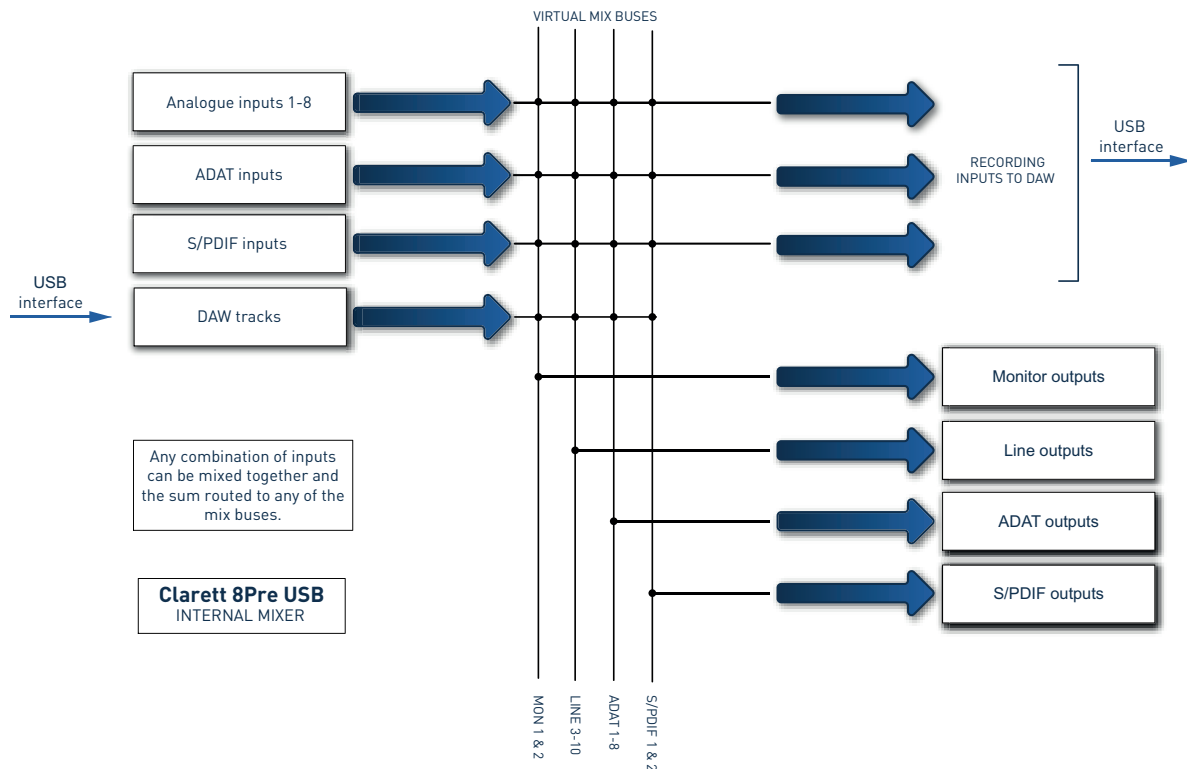 VIRTUAL MIX BUSES
Analogue inputs 1-8
ADAT inputs
S/PDIF inputs
USB
interface
DAW tracks
RECORDING
INPUTS TO DAW
USB
interface
Monitor outputs
Line outputs
ADAT outputs
S/PDIF outputs
Any combination of inputs
can be mixed together and
the sum routed to any of the
mix buses.
Clarett 8Pre USB
INTERNAL MIXER
MON 1 & 2
LINE 3-10
ADAT 1-8
S/PDIF 1 & 2